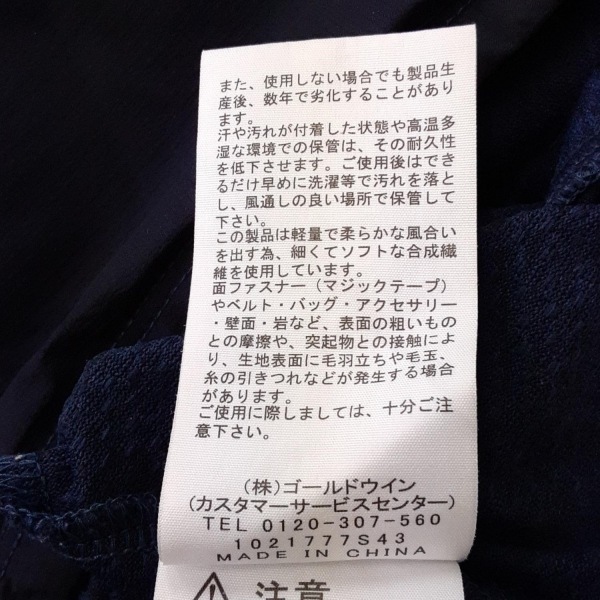 また、使用しない場合でも製品生
産後、数年で劣化することがあり
ます。
汗や汚れが付着した状態や高温多
湿な環境での保管は、その耐久性
を低下させます。ご使用後はでき
るだけ早めに洗濯等で汚れを落と
し、風通しの良い場所で保管して
下さい。
この製品は軽量で柔らかな風合い
を出す為、細くてソフトな合成繊
維を使用しています。
面ファスナー（マジックテープ）
やベルト・バッグ・アクセサリー
・壁面・岩など、表面の粗いもの
との摩擦や、突起物との接触によ
り、生地表面に毛羽立ちや毛玉、
糸の引きつれなどが発生する場合
があります。
ご使用に際しましては、十分ご注
意下さい。
(株)ゴールドウイン
(カスタマーサービスセンター)
TEL 0120-307-560
1021777S43
MADE IN CHINA
注意